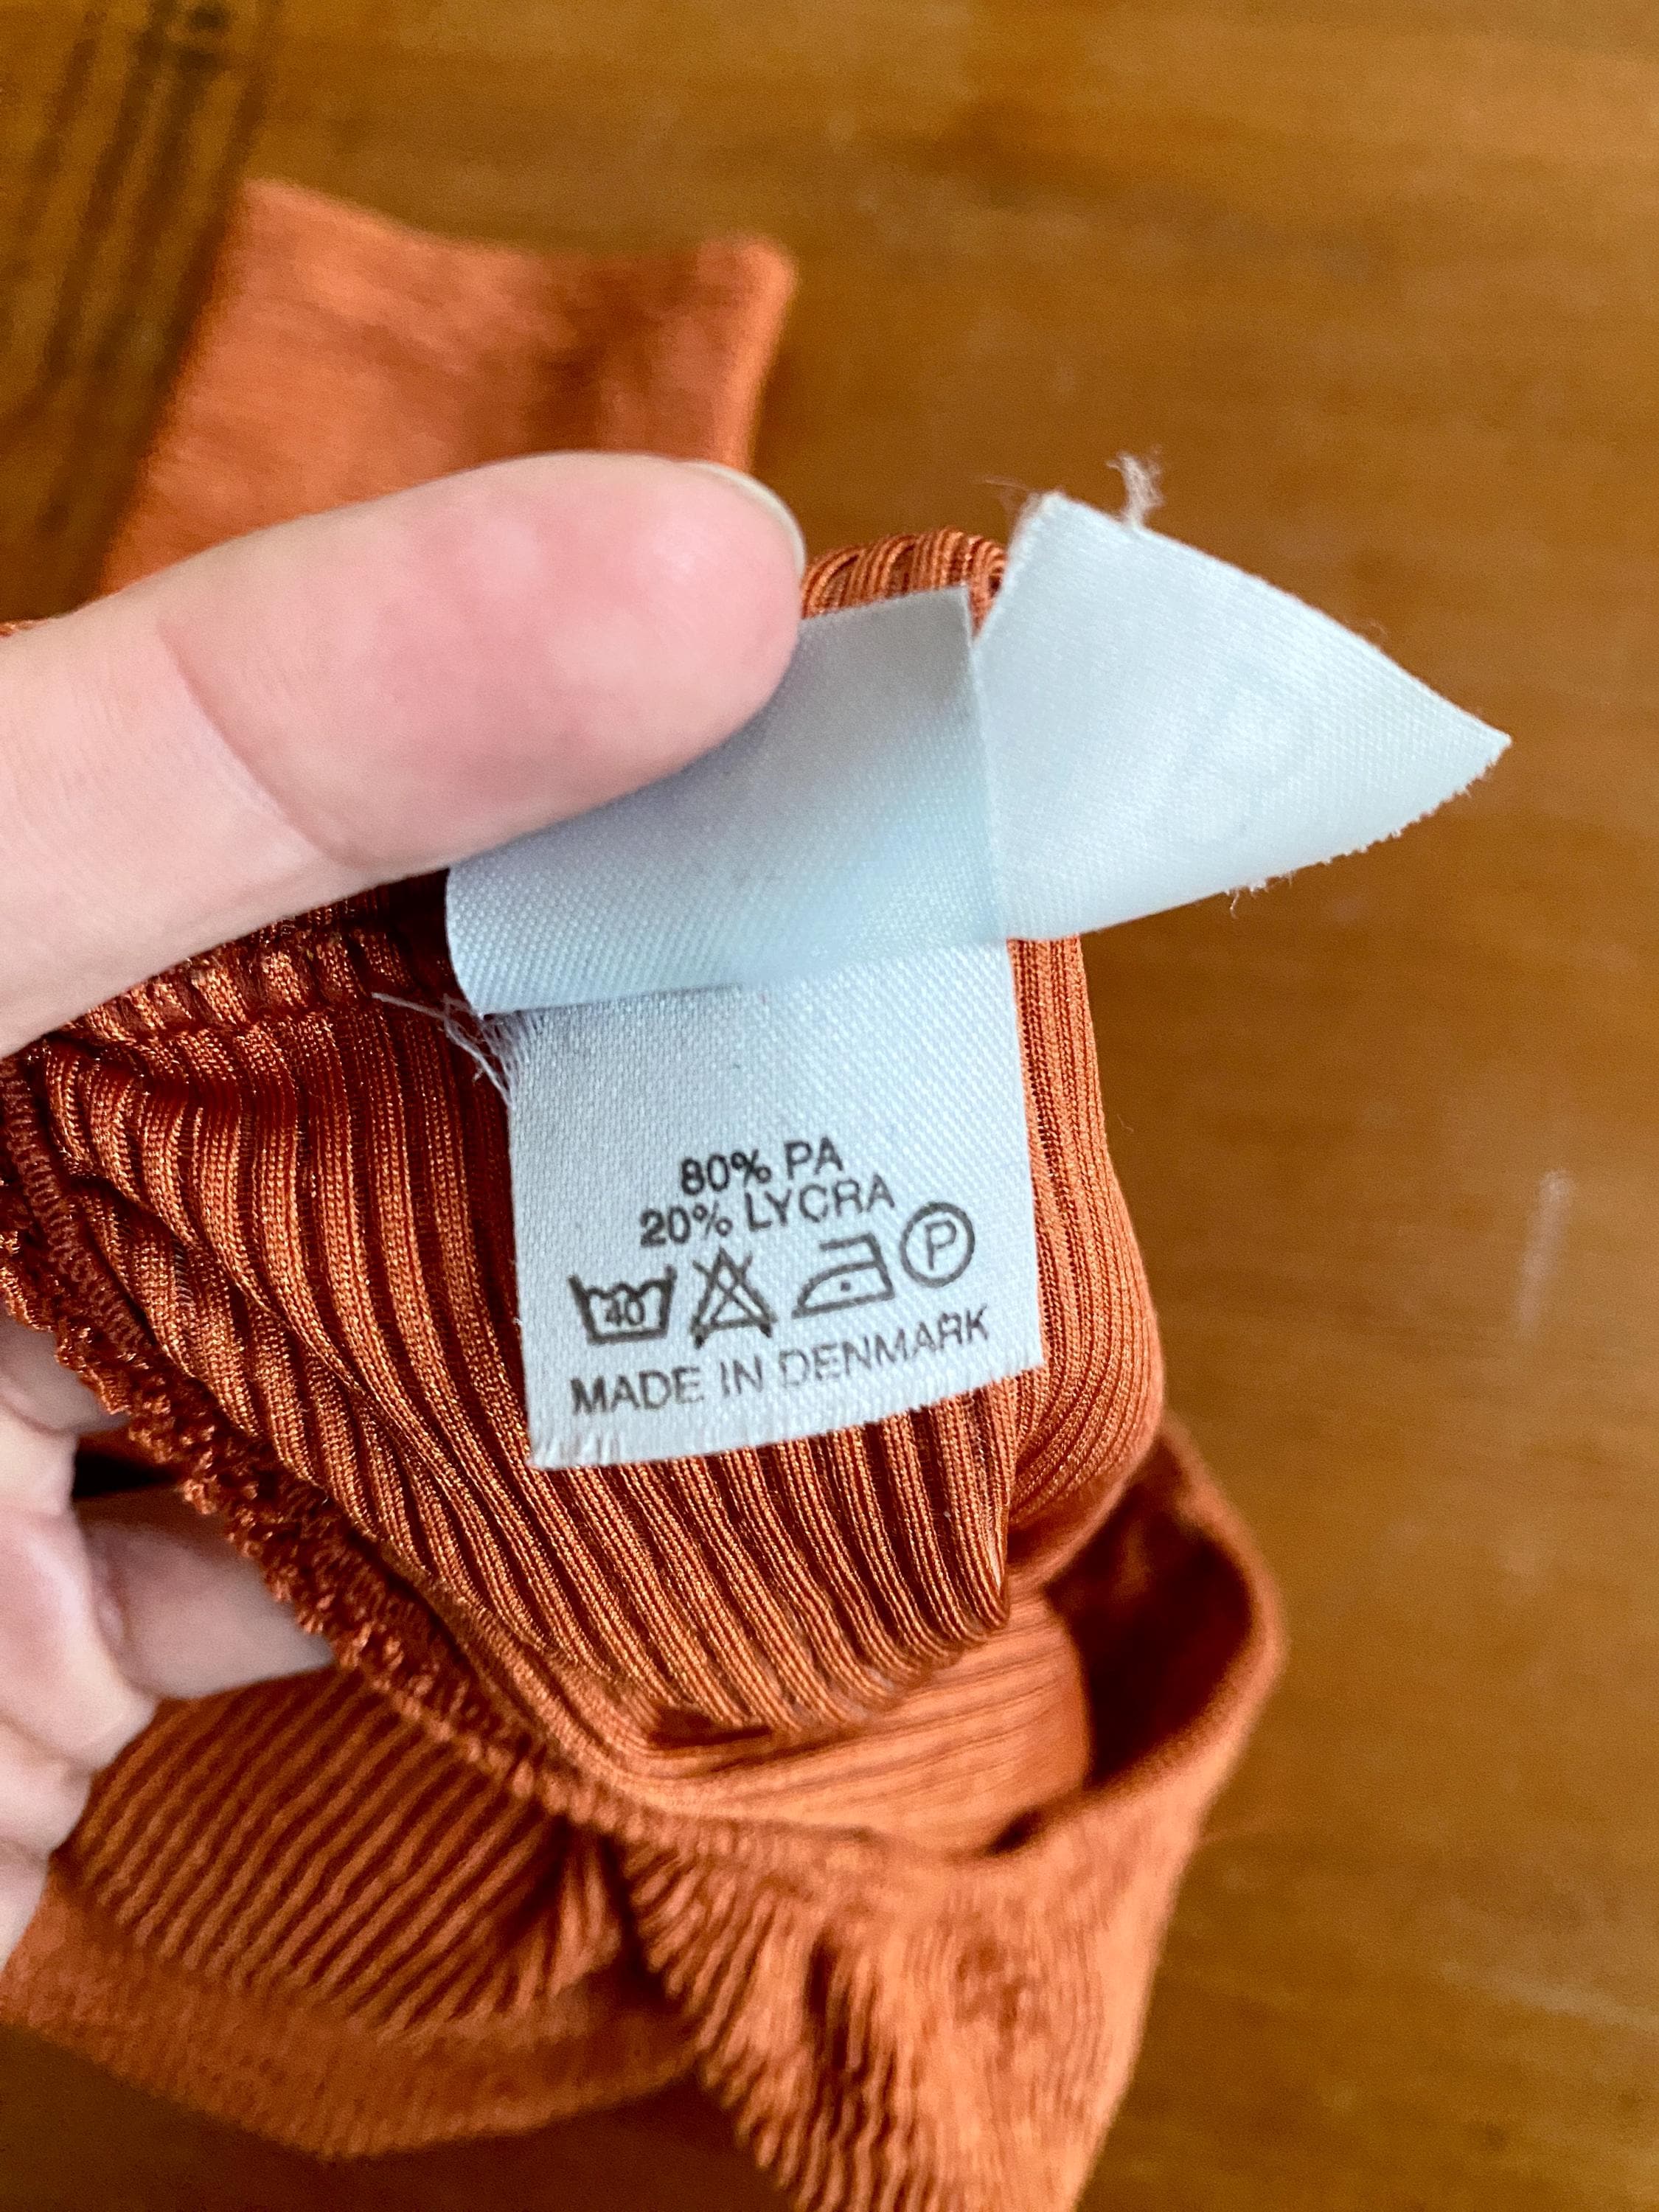 80% PA
20% LYCRA
40 P
MADE IN DENMARK